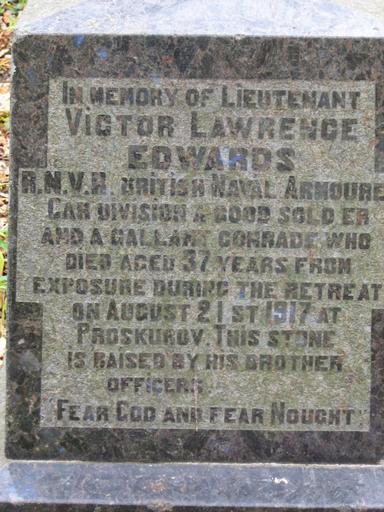 IN MEMORY OF LIEUTENANT
VICTOR LAWRENCE
EDWARDS
R.N.V.R. BRITISH NAVAL ARMOURE
CAR DIVISION A GOOD SOLDIER
AND A GALLANT COMRADE WHO
DIED AGED 37 YEARS FROM
EXPOSURE DURING THE RETREAT
ON AUGUST 21ST 1917 AT
PROSKUROV. THIS STONE
IS RAISED BY HIS BROTHER
OFFICERS
"FEAR GOD AND FEAR NOUGHT"